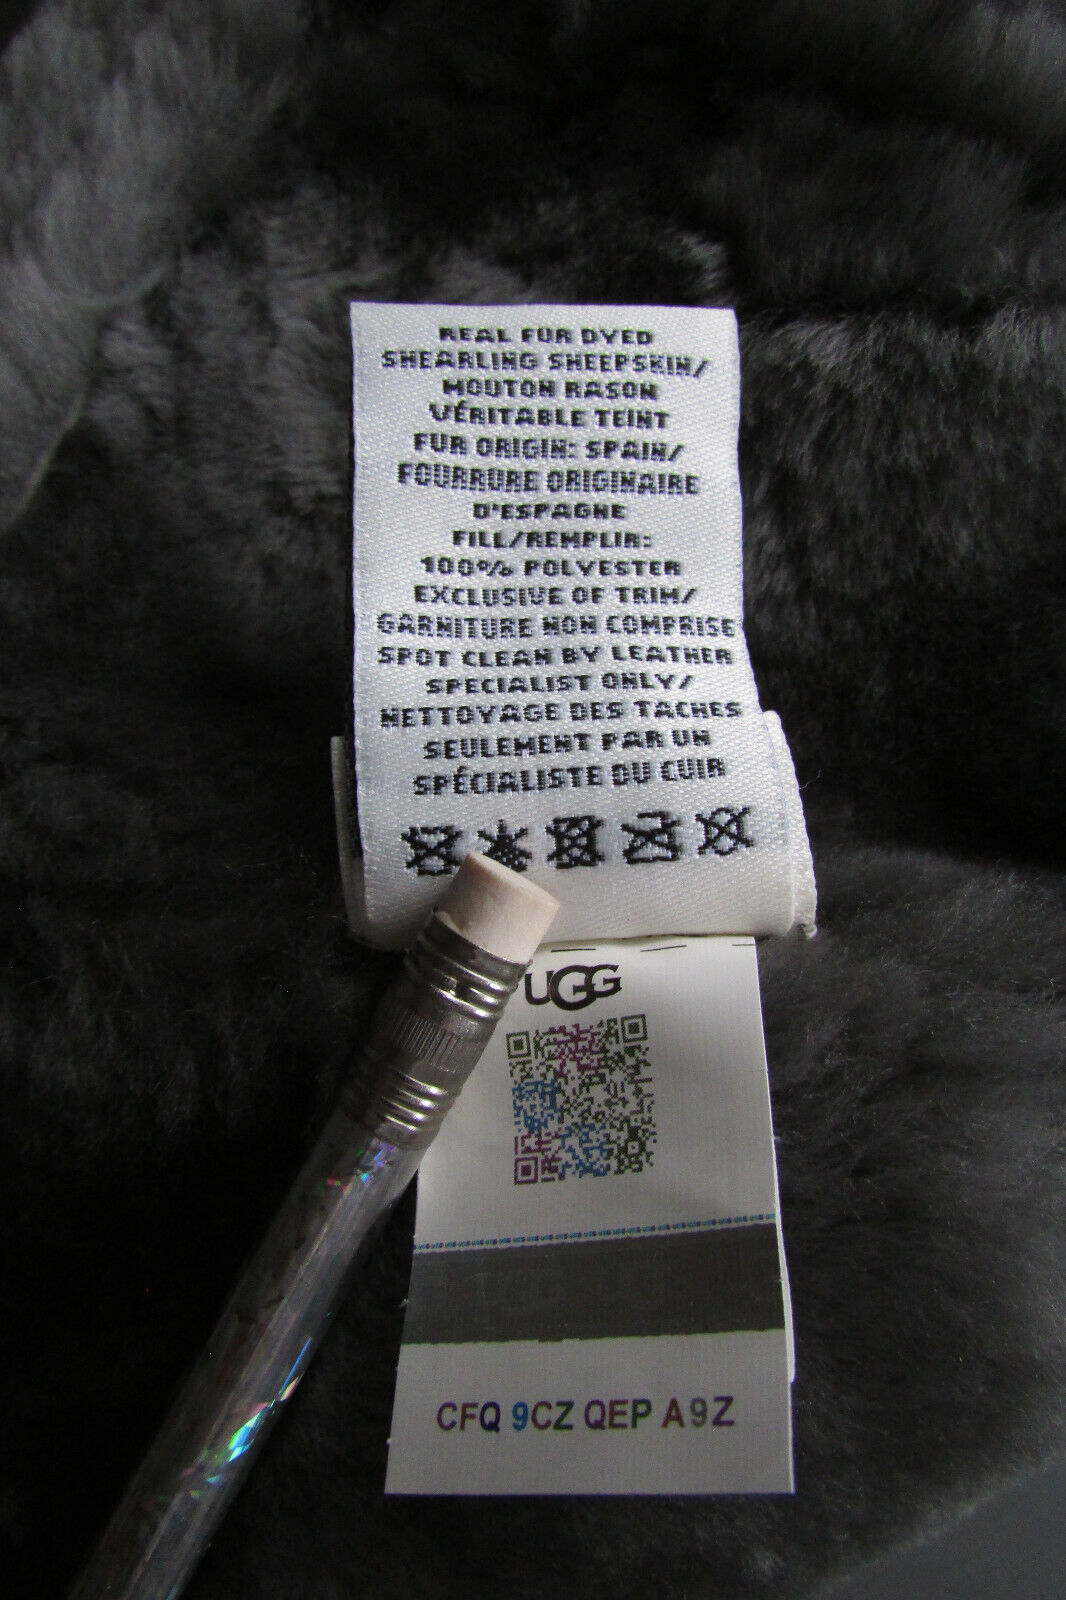 REAL FUR DYED
SHEARLING SHEEPSKIN/
MOUTON RASON
VÉRITABLE TEINT
FUR ORIGIN: SPAIN/
FOURRURE ORIGINAIRE
D'ESPAGNE
FILL/REMPLIR:
100% POLYESTER
EXCLUSIVE OF TRIM/
GARNITURE NON COMPRISE
SPOT CLEAN BY LEATHER
SPECIALIST ONLY/
NETTOYAGE DES TACHES
SEULEMENT PAR UN
SPÉCIALISTE DU CUIR
UGG
CFQ 9CZ QEP A9Z